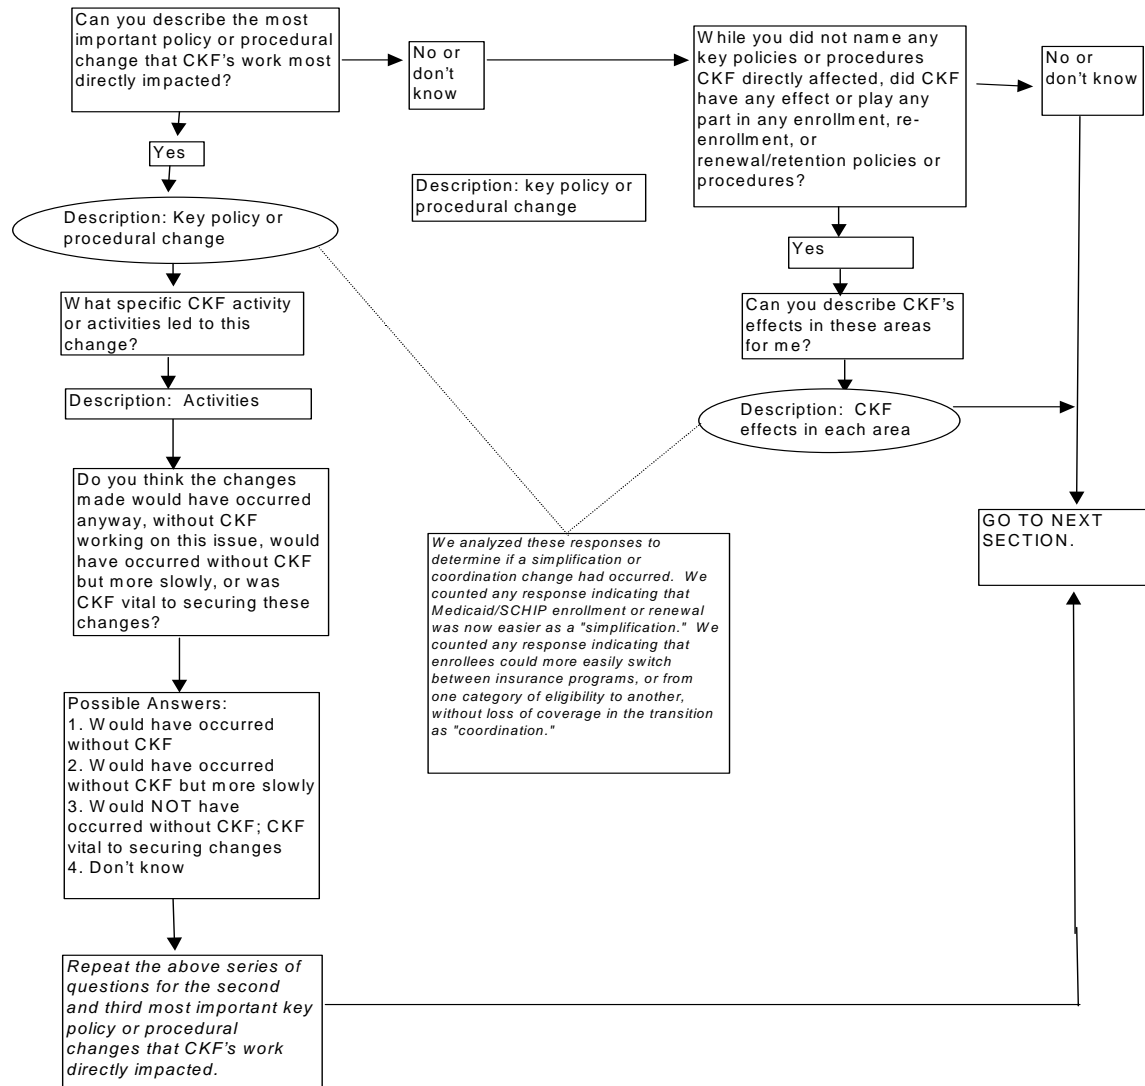 Can you describe the most
important policy or procedural
change that CKF's work most
directly impacted?
No or
don't
know
While you did not name any
key policies or procedures
CKF directly affected, did CKF
have any effect or play any
part in any enrollment, re-
enrollment, or
renewal/retention policies or
procedures?
No or
don't know
Yes
Description: key policy or
procedural change
Description: Key policy or
procedural change
Yes
What specific CKF activity
or activities led to this
change?
Can you describe CKF's
effects in these areas
for me?
Description: Activities
Description: CKF
effects in each area
Do you think the changes
made would have occurred
anyway, without CKF
working on this issue, would
have occurred without CKF
but more slowly, or was
CKF vital to securing these
changes?
GO TO NEXT
SECTION.
We analyzed these responses to
determine if a simplification or
coordination change had occurred. We
counted any response indicating that
Medicaid/SCHIP enrollment or renewal
was now easier as a "simplification." We
counted any response indicating that
enrollees could more easily switch
between insurance programs, or from
one category of eligibility to another,
without loss of coverage in the transition
as "coordination."
Possible Answers:
1. Would have occurred
without CKF
2. Would have occurred
without CKF but more slowly
3. Would NOT have
occurred without CKF; CKF
vital to securing changes
4. Don't know
Repeat the above series of
questions for the second
and third most important key
policy or procedural
changes that CKF's work
directly impacted.